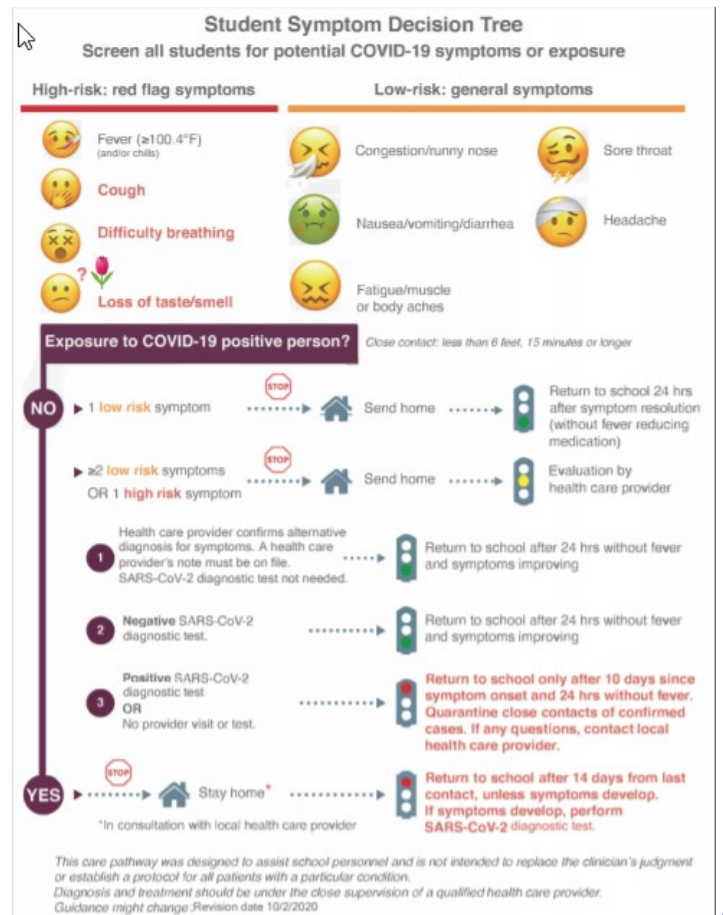 Student Symptom Decision Tree
Screen all students for potential COVID-19 symptoms or exposure
High-risk: red flag symptoms
Low-risk: general symptoms
Fever (≥100.4°F)
(and/or chills)
Cough
Difficulty breathing
?
Loss of taste/smell
Congestion/runny nose
Sore throat
Nausea/vomiting/diarrhea
Headache
Fatigue/muscle
or body aches
Exposure to COVID-19 positive person?
Close contact: less than 6 feet, 15 minutes or longer
NO
1 low risk symptom
STOP
Send home
Return to school 24 hrs
after symptom resolution
(without fever reducing
medication)
≥2 low risk symptoms
OR 1 high risk symptom
STOP
Send home
Evaluation by
health care provider
1
Health care provider confirms alternative
diagnosis for symptoms. A health care
provider's note must be on file.
SARS-CoV-2 diagnostic test not needed.
Return to school after 24 hrs without fever
and symptoms improving
2
Negative SARS-CoV-2
diagnostic test.
Return to school after 24 hrs without fever
and symptoms improving
3
Positive SARS-CoV-2
diagnostic test
OR
No provider visit or test.
Return to school only after 10 days since
symptom onset and 24 hrs without fever.
Quarantine close contacts of confirmed
cases. If any questions, contact local
health care provider.
YES
STOP
Stay home*
*In consultation with local health care provider
Return to school after 14 days from last
contact, unless symptoms develop.
If symptoms develop, perform
SARS-CoV-2 diagnostic test.
This care pathway was designed to assist school personnel and is not intended to replace the clinician's judgment
or establish a protocol for all patients with a particular condition.
Diagnosis and treatment should be under the close supervision of a qualified health care provider.
Guidance might change :Revision date 10/2/2020